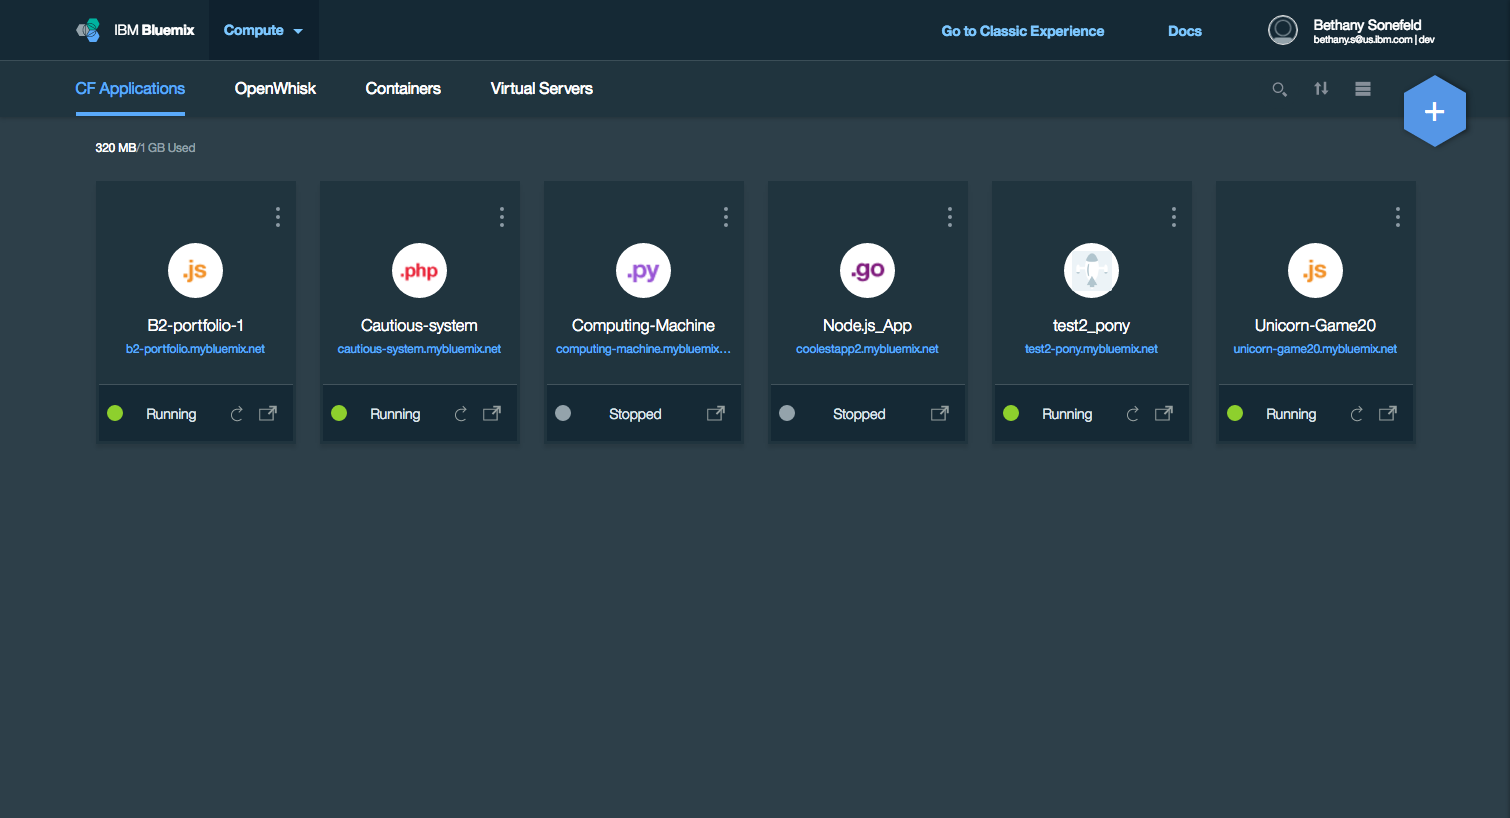 IBM Bluemix Compute Go to Classic Experience Docs Bethany Sonefeld
bethany.s@us.ibm.com | dev
CF Applications OpenWhisk Containers Virtual Servers
+
320 MB/1 GB Used
.js .php .py .go .js
B2-portfolio-1 Cautious-system Computing-Machine Node.js_App test2_pony Unicorn-Game20
b2-portfolio.mybluemix.net cautious-system.mybluemix.net computing-machine.mybluemix... coolestapp2.mybluemix.net test2-pony.mybluemix.net unicorn-game20.mybluemix.net
Running Running Stopped Stopped Running Running